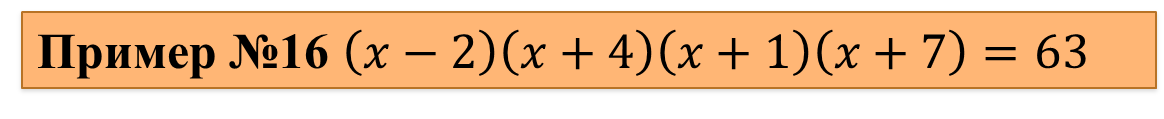 Пример №16 (𝑥 − 2)(𝑥 + 4)(𝑥 + 1)(𝑥 + 7) = 63